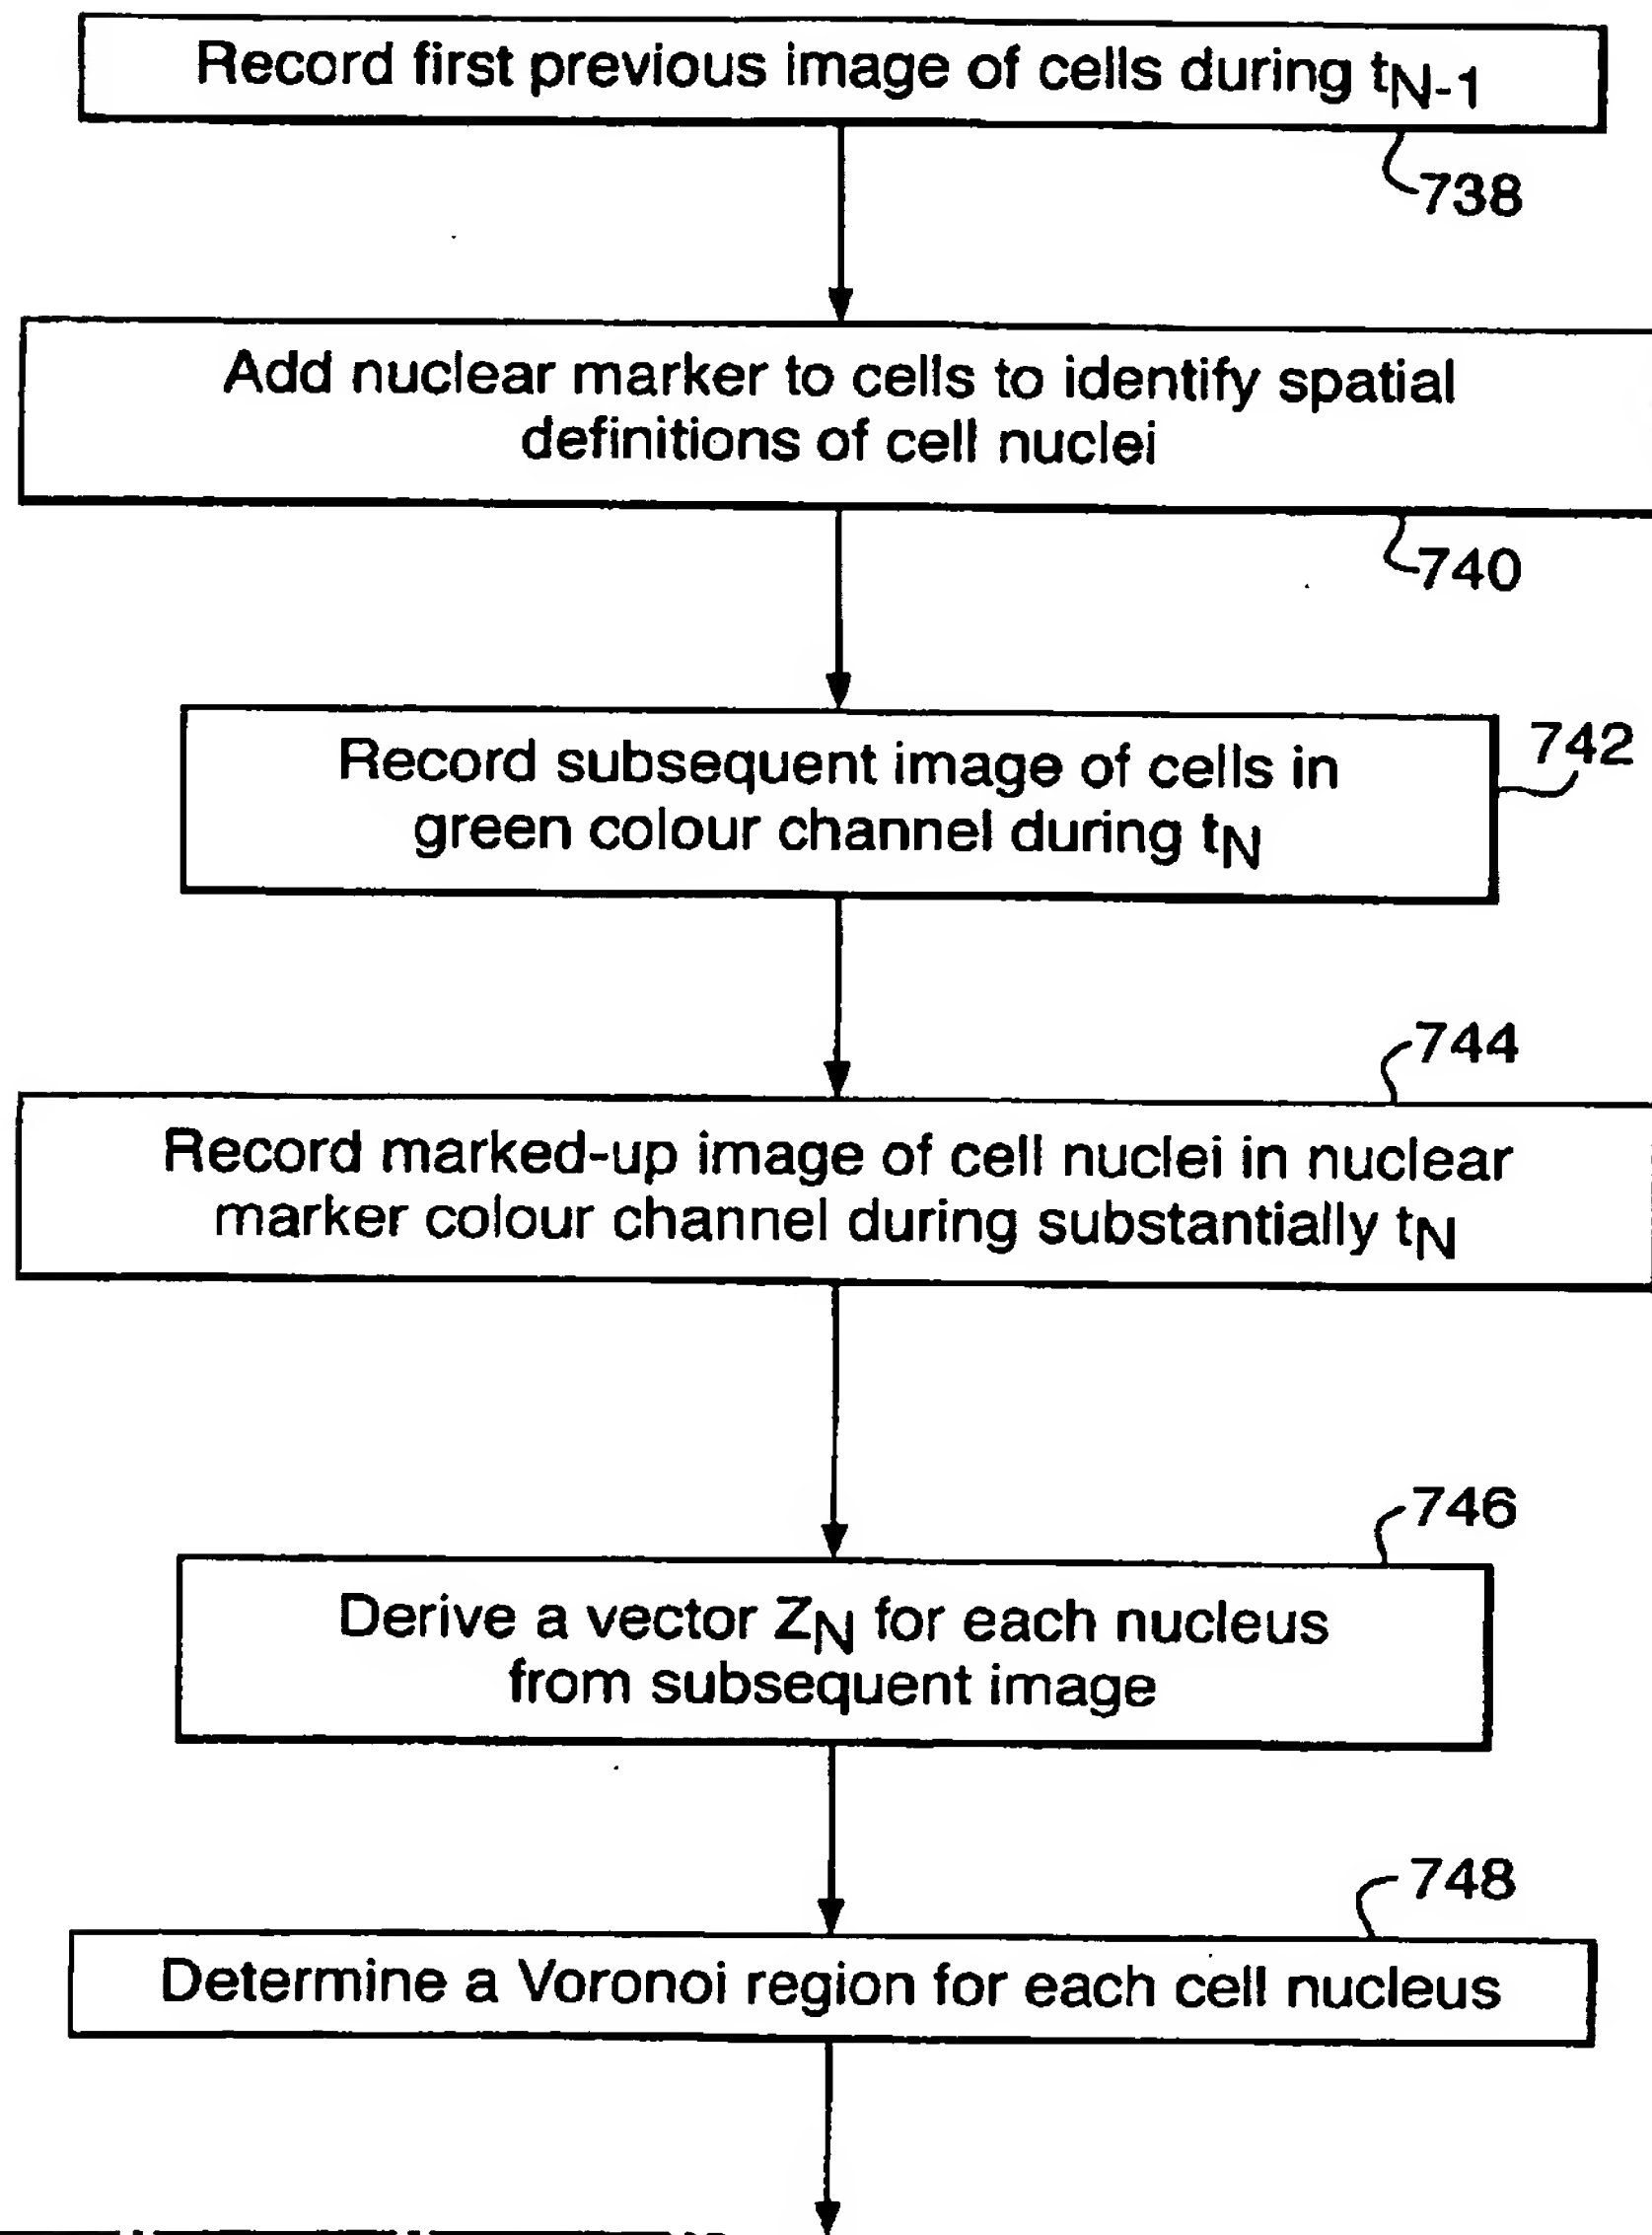 Record first previous image of cells during tN-1
738
Add nuclear marker to cells to identify spatial
definitions of cell nuclei
740
Record subsequent image of cells in
green colour channel during tN
742
744
Record marked-up image of cell nuclei in nuclear
marker colour channel during substantially tN
746
Derive a vector ZN for each nucleus
from subsequent image
748
Determine a Voronoi region for each cell nucleus